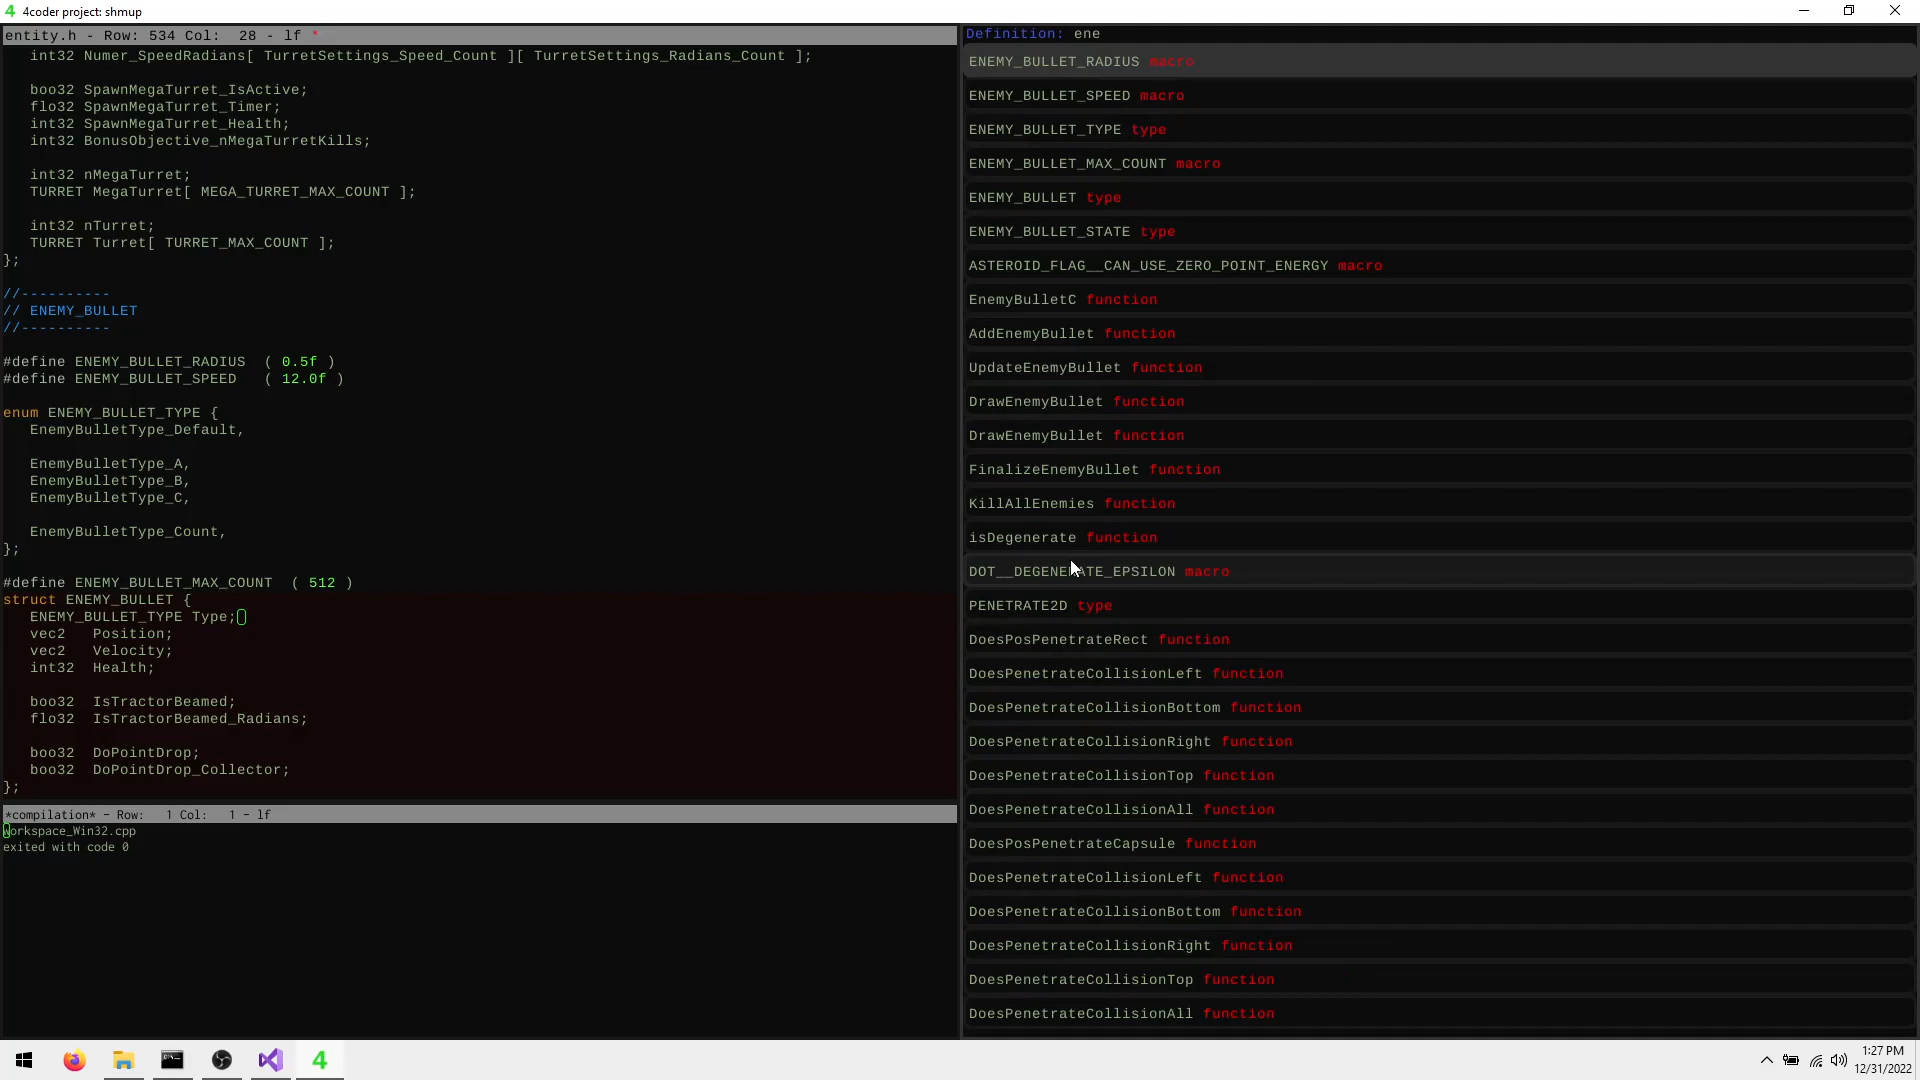 4 4coder project: shmup
entity.h - Row: 534 Col:  28 - lf *
   int32 Numer_SpeedRadians[ TurretSettings_Speed_Count ][ TurretSettings_Radians_Count ];
   boo32 SpawnMegaTurret_IsActive;
   flo32 SpawnMegaTurret_Timer;
   int32 SpawnMegaTurret_Health;
   int32 BonusObjective_nMegaTurretKills;
   int32 nMegaTurret;
   TURRET MegaTurret[ MEGA_TURRET_MAX_COUNT ];
   int32 nTurret;
   TURRET Turret[ TURRET_MAX_COUNT ];
};
//----------
// ENEMY_BULLET
//----------
#define ENEMY_BULLET_RADIUS  ( 0.5f )
#define ENEMY_BULLET_SPEED   ( 12.0f )
enum ENEMY_BULLET_TYPE {
   EnemyBulletType_Default,
   EnemyBulletType_A,
   EnemyBulletType_B,
   EnemyBulletType_C,
   EnemyBulletType_Count,
};
#define ENEMY_BULLET_MAX_COUNT  ( 512 )
struct ENEMY_BULLET {
   ENEMY_BULLET_TYPE Type;
   vec2   Position;
   vec2   Velocity;
   int32  Health;
   boo32  IsTractorBeamed;
   flo32  IsTractorBeamed_Radians;
   boo32  DoPointDrop;
   boo32  DoPointDrop_Collector;
};
*compilation* - Row:   1 Col:   1 - lf
workspace_Win32.cpp
exited with code 0
Definition: ene
ENEMY_BULLET_RADIUS macro
ENEMY_BULLET_SPEED macro
ENEMY_BULLET_TYPE type
ENEMY_BULLET_MAX_COUNT macro
ENEMY_BULLET type
ENEMY_BULLET_STATE type
ASTEROID_FLAG__CAN_USE_ZERO_POINT_ENERGY macro
EnemyBulletC function
AddEnemyBullet function
UpdateEnemyBullet function
DrawEnemyBullet function
DrawEnemyBullet function
FinalizeEnemyBullet function
KillAllEnemies function
isDegenerate function
DOT__DEGENERATE_EPSILON macro
PENETRATE2D type
DoesPosPenetrateRect function
DoesPenetrateCollisionLeft function
DoesPenetrateCollisionBottom function
DoesPenetrateCollisionRight function
DoesPenetrateCollisionTop function
DoesPenetrateCollisionAll function
DoesPosPenetrateCapsule function
DoesPenetrateCollisionLeft function
DoesPenetrateCollisionBottom function
DoesPenetrateCollisionRight function
DoesPenetrateCollisionTop function
DoesPenetrateCollisionAll function
4
1:27 PM
12/31/2022